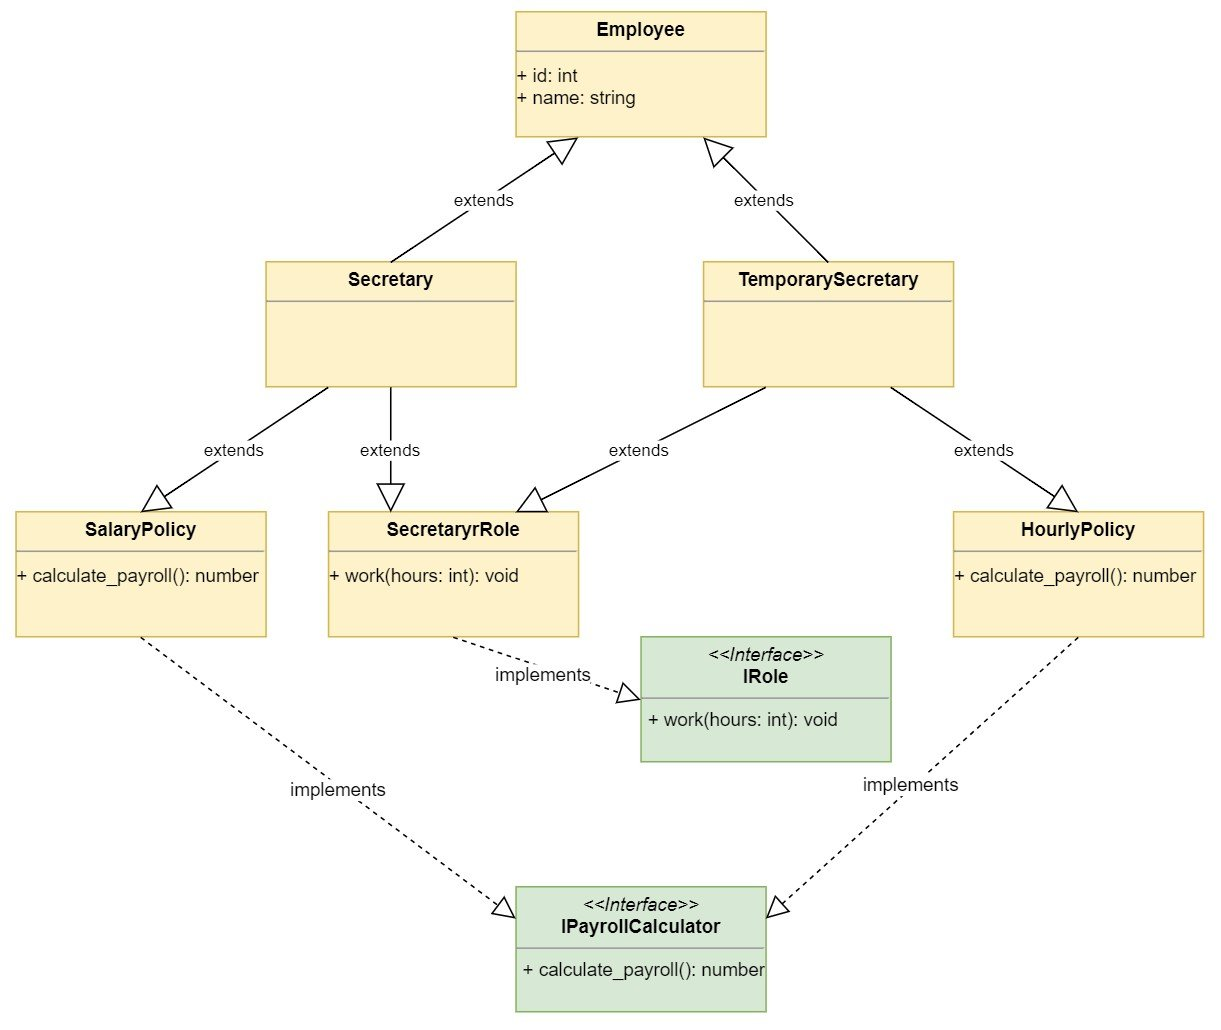 Employee
+ id: int
+ name: string
extends
extends
Secretary
TemporarySecretary
extends
extends
extends
extends
SalaryPolicy
+ calculate_payroll(): number
SecretaryrRole
+ work(hours: int): void
HourlyPolicy
+ calculate_payroll(): number
implements
<<Interface>>
IRole
+ work(hours: int): void
implements
implements
<<Interface>>
IPayrollCalculator
+ calculate_payroll(): number